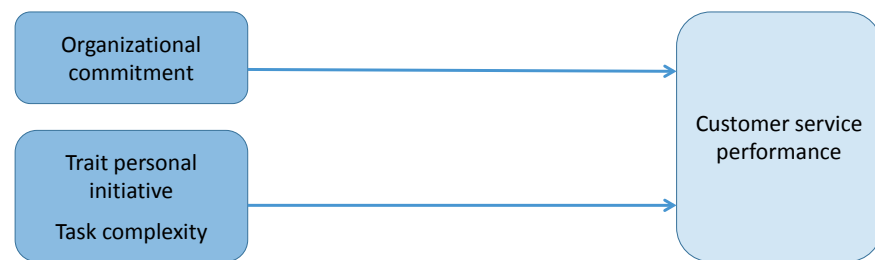 Organizational
commitment
Trait personal
initiative
Task complexity
Customer service
performance